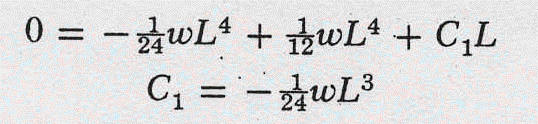 0 = −1/24 wL⁴ + 1/12 wL⁴ + C₁L
C₁ = −1/24 wL³